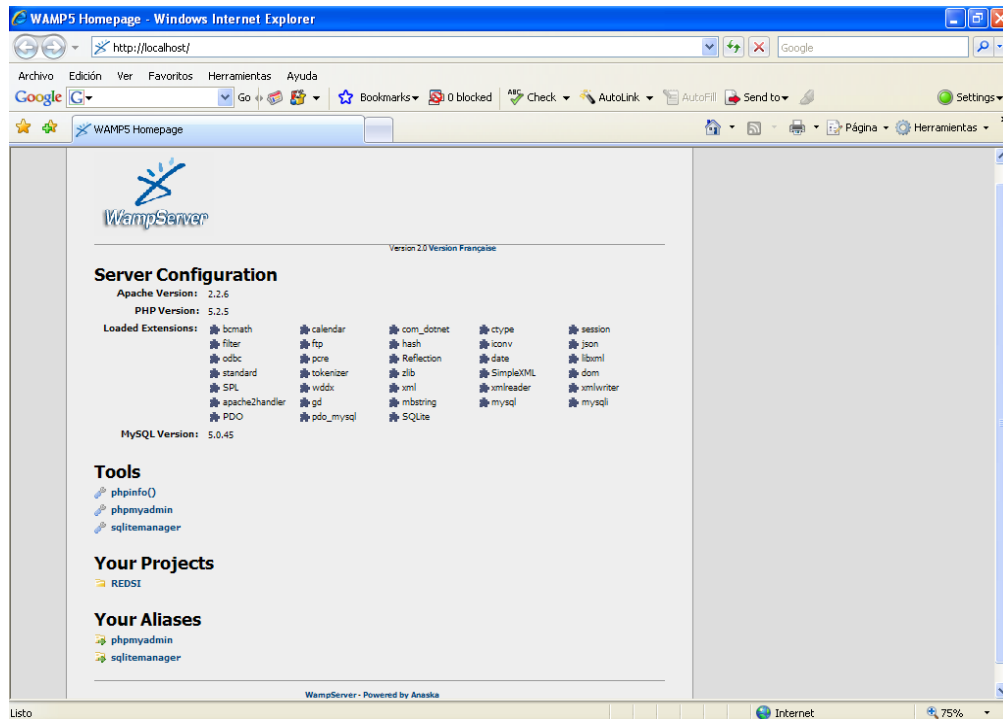 WAMP5 Homepage - Windows Internet Explorer
http://localhost/
Google
Archivo Edición Ver Favoritos Herramientas Ayuda
Google G Go Bookmarks 0 blocked ABC Check AutoLink AutoFill Send to Settings
WAMP5 Homepage Página Herramientas
WampServer
Version 2.0 Version Française
Server Configuration
Apache Version: 2.2.6
PHP Version: 5.2.5
Loaded Extensions: bcmath calendar com_dotnet ctype session
filter ftp hash iconv json
odbc pcre Reflection date libxml
standard tokenizer zlib SimpleXML dom
SPL wddx xml xmlreader xmlwriter
apache2handler gd mbstring mysql mysqli
PDO pdo_mysql SQLite
MySQL Version: 5.0.45
Tools
phpinfo()
phpmyadmin
sqlitemanager
Your Projects
REDSI
Your Aliases
phpmyadmin
sqlitemanager
WampServer - Powered by Anaska
Listo Internet 75%